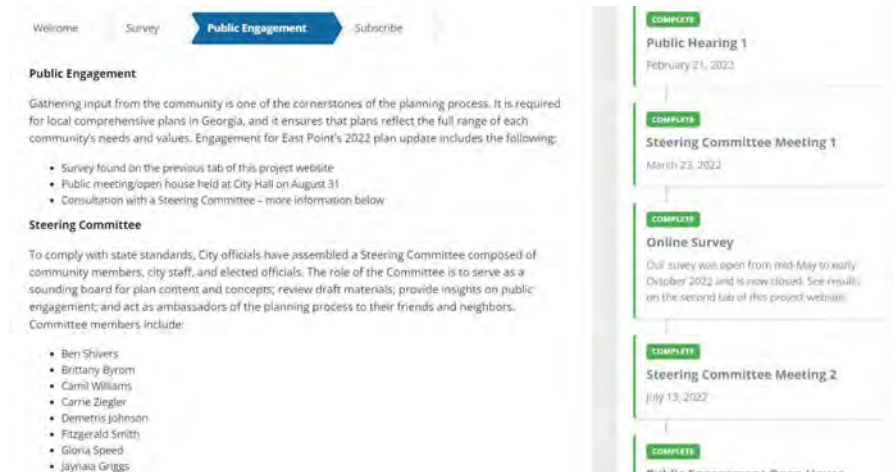 Welcome
Survey
Public Engagement
Subscribe
Public Engagement
Gathering input from the community is one of the cornerstones of the planning process. It is required
for local comprehensive plans in Georgia, and it ensures that plans reflect the full range of each
community's needs and values. Engagement for East Point's 2022 plan update includes the following:
• Survey found on the previous tab of this project website
• Public meeting/open house held at City Hall on August 31
• Consultation with a Steering Committee – more information below
Steering Committee
To comply with state standards, City officials have assembled a Steering Committee composed of
community members, city staff, and elected officials. The role of the Committee is to serve as a
sounding board for plan content and concepts; review draft materials; provide insights on public
engagement; and act as ambassadors of the planning process to their friends and neighbors.
Committee members include:
• Ben Shivers
• Brittany Byrom
• Camil Williams
• Carrie Ziegler
• Demetris Johnson
• Fitzgerald Smith
• Gloria Speed
• Jaynaia Griggs
COMPLETE
Public Hearing 1
February 21, 2022
COMPLETE
Steering Committee Meeting 1
March 23, 2022
COMPLETE
Online Survey
Our suvey was open from mid-May to early
October 2022 and is now closed. See results
on the second tab of this project website.
COMPLETE
Steering Committee Meeting 2
July 13, 2022
COMPLETE
Public Engagement Open House